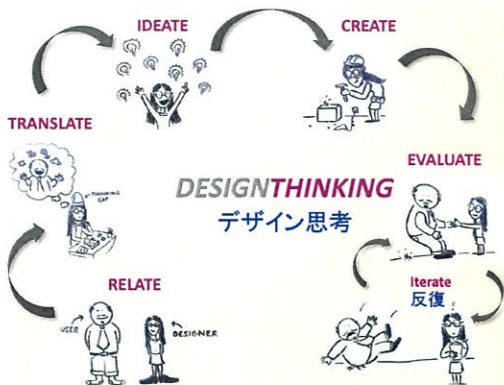 IDEATE
CREATE
TRANSLATE
EVALUATE
THINKING
CAP
DESIGNTHINKING
デザイン思考
RELATE
Iterate
反復
USER
DESIGNER